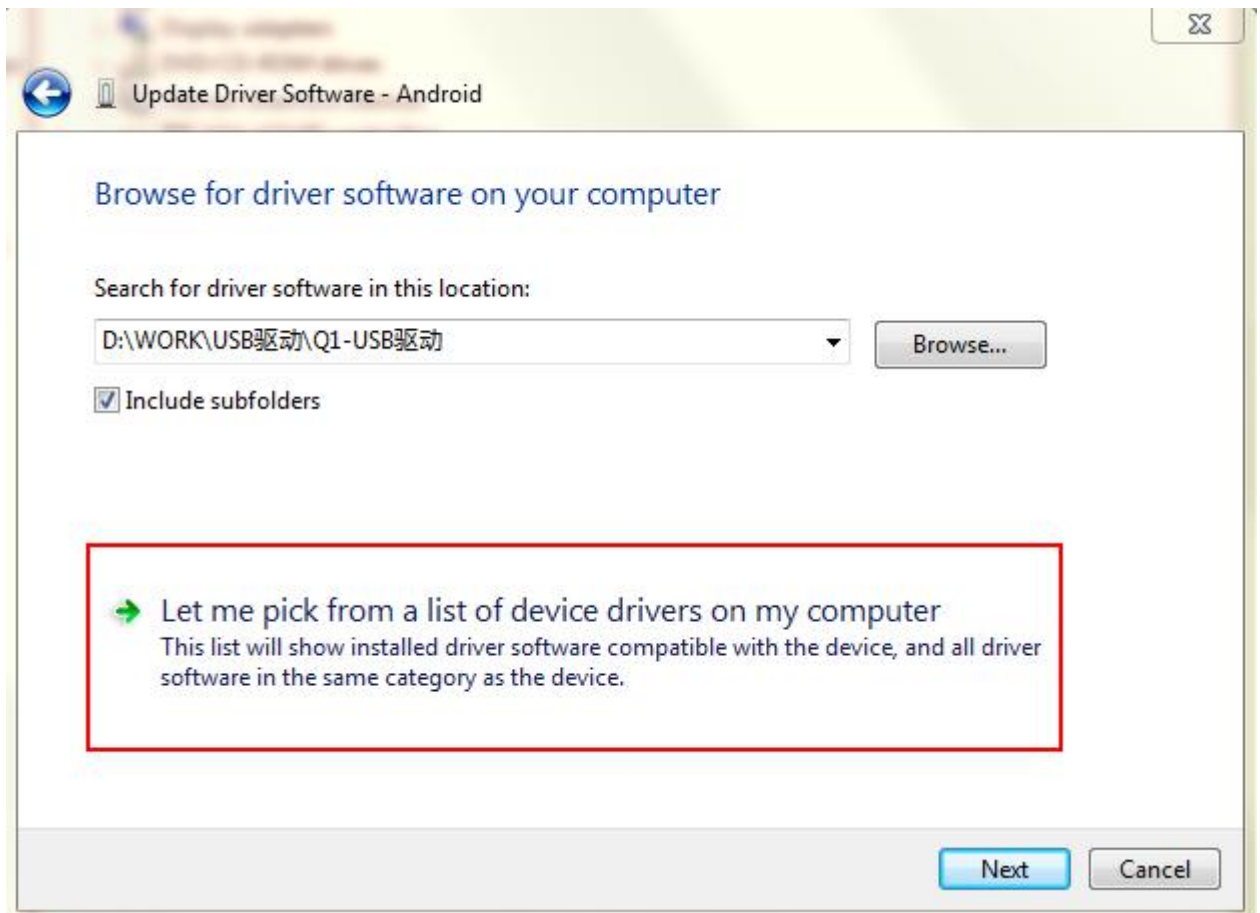 Display adapters
Update Driver Software - Android
Browse for driver software on your computer
Search for driver software in this location:
D:\WORK\USB驱动\Q1-USB驱动
Browse...
Include subfolders
Let me pick from a list of device drivers on my computer
This list will show installed driver software compatible with the device, and all driver
software in the same category as the device.
Next
Cancel